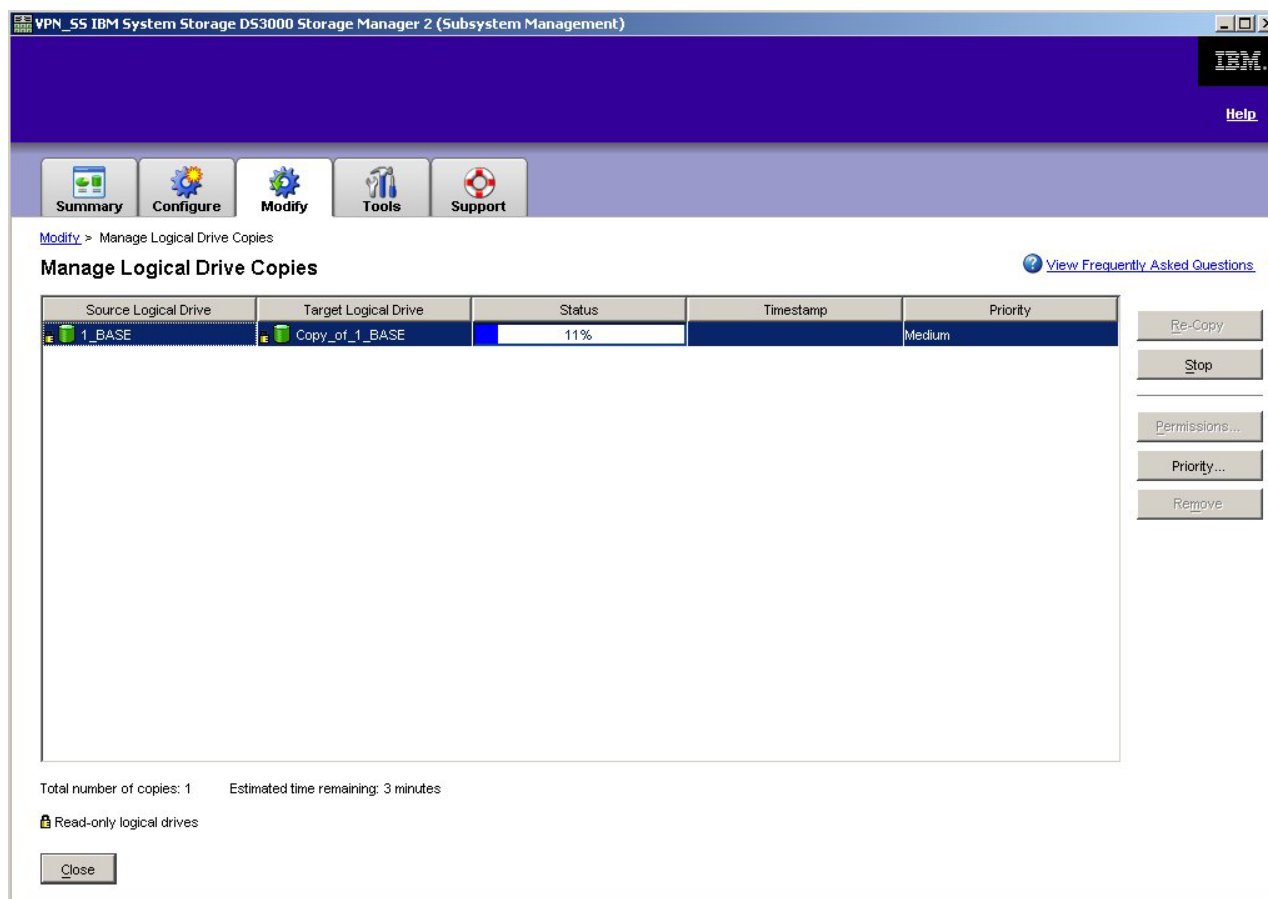 VPN_SS IBM System Storage DS3000 Storage Manager 2 (Subsystem Management)
IBM.
Help
Summary
Configure
Modify
Tools
Support
Modify > Manage Logical Drive Copies
Manage Logical Drive Copies
View Frequently Asked Questions
Source Logical Drive Target Logical Drive Status Timestamp Priority
1_BASE Copy_of_1_BASE 11% Medium
Re-Copy
Stop
Permissions...
Priority...
Remove
Total number of copies: 1 Estimated time remaining: 3 minutes
Read-only logical drives
Close